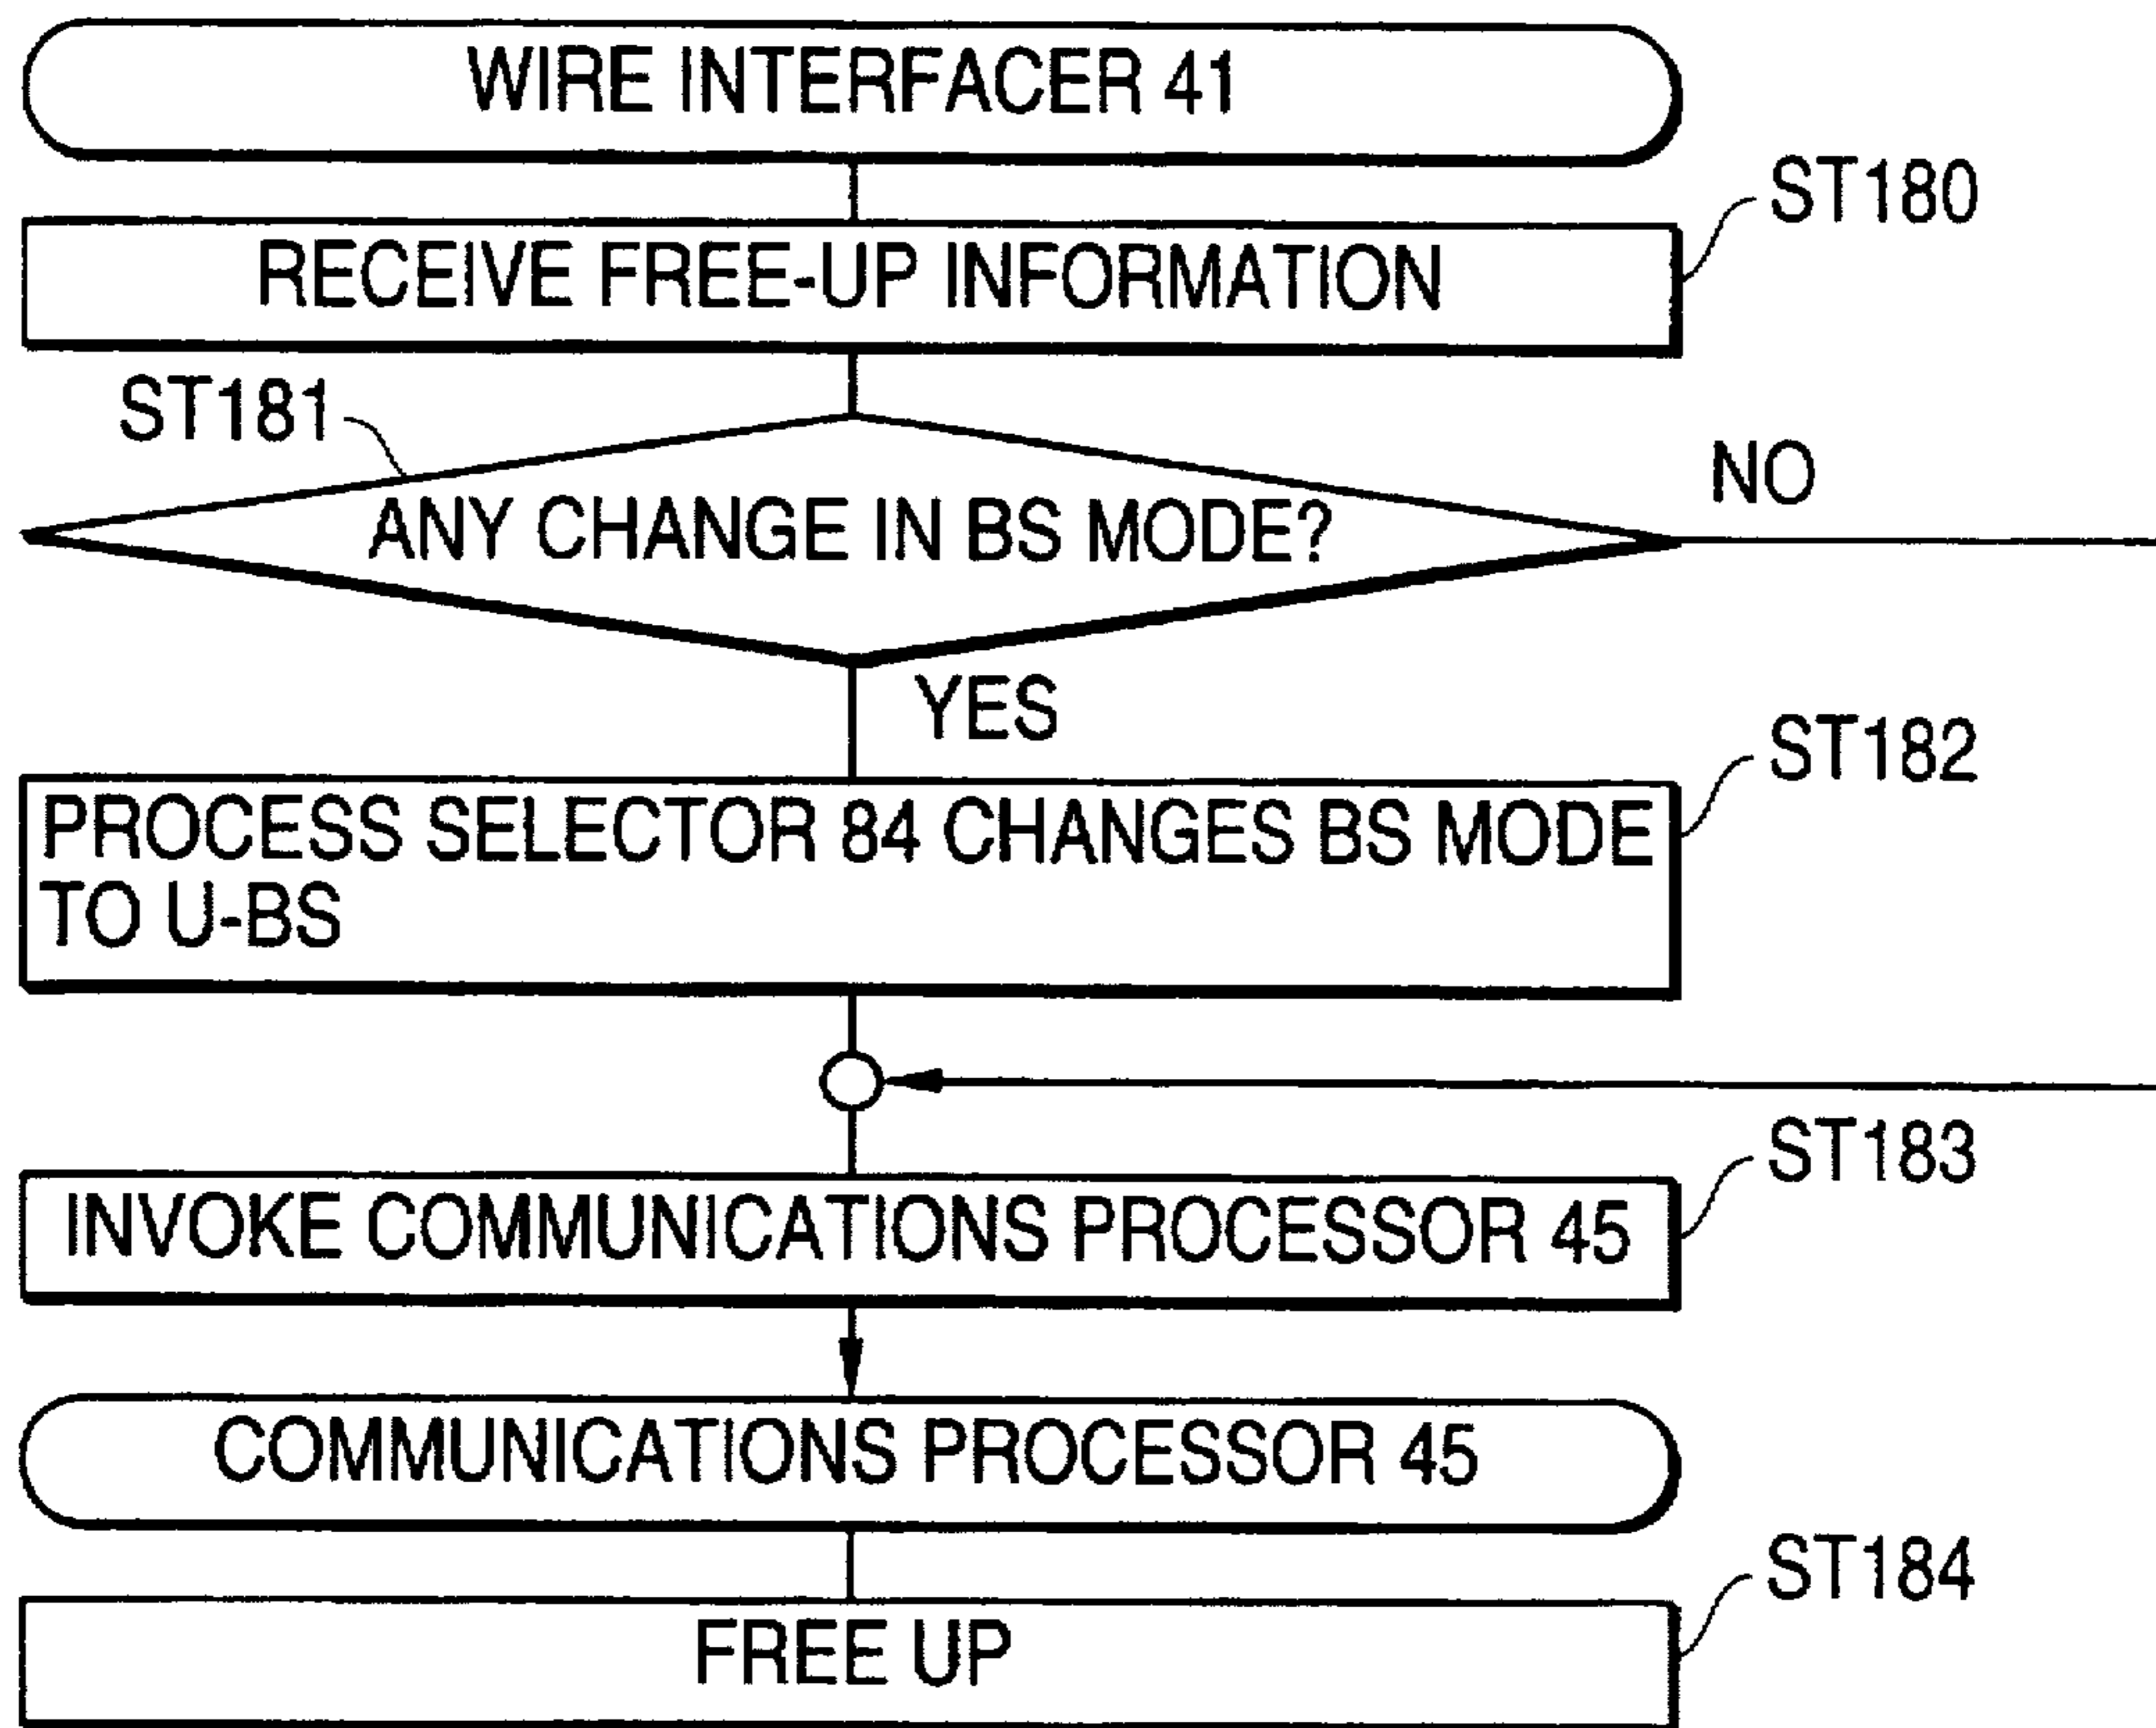 WIRE INTERFACER 41
ST180
RECEIVE FREE-UP INFORMATION
ST181
NO
ANY CHANGE IN BS MODE?
YES
ST182
PROCESS SELECTOR 84 CHANGES BS MODE
TO U-BS
ST183
INVOKE COMMUNICATIONS PROCESSOR 45
COMMUNICATIONS PROCESSOR 45
ST184
FREE UP